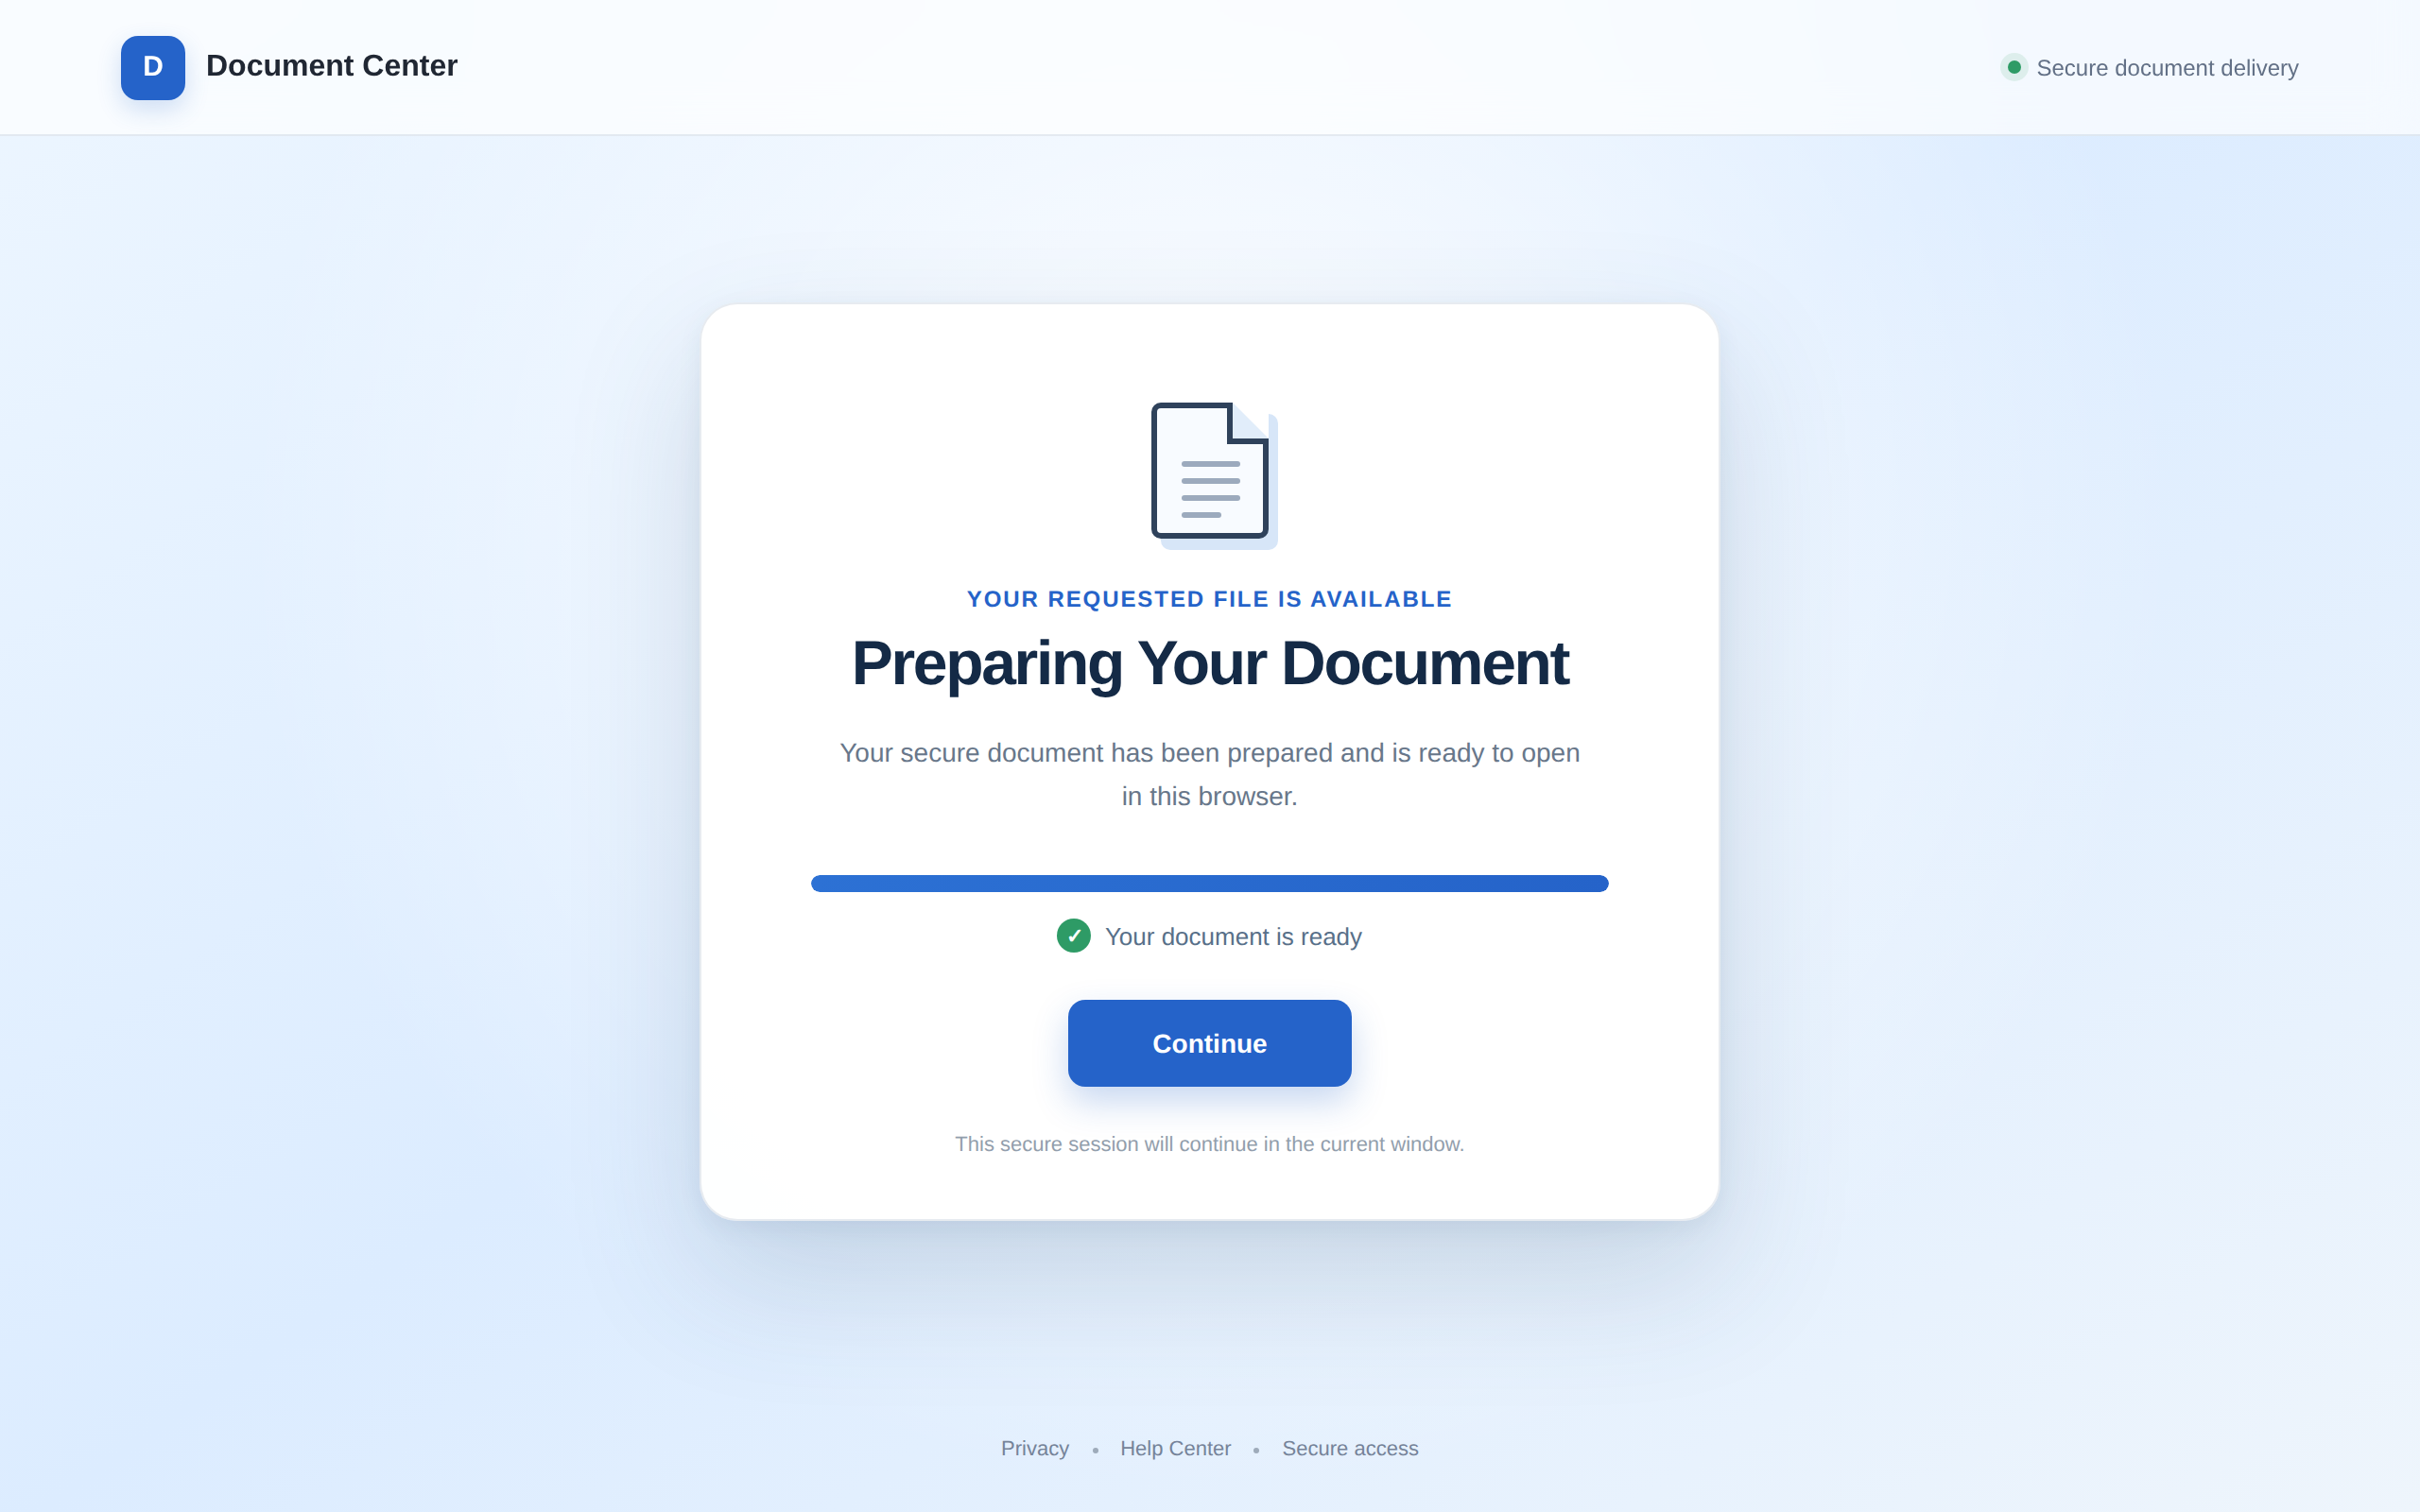 D
Document Center
Secure document delivery
YOUR REQUESTED FILE IS AVAILABLE
Preparing Your Document
Your secure document has been prepared and is ready to open
in this browser.
✓ Your document is ready
Continue
This secure session will continue in the current window.
Privacy • Help Center • Secure access